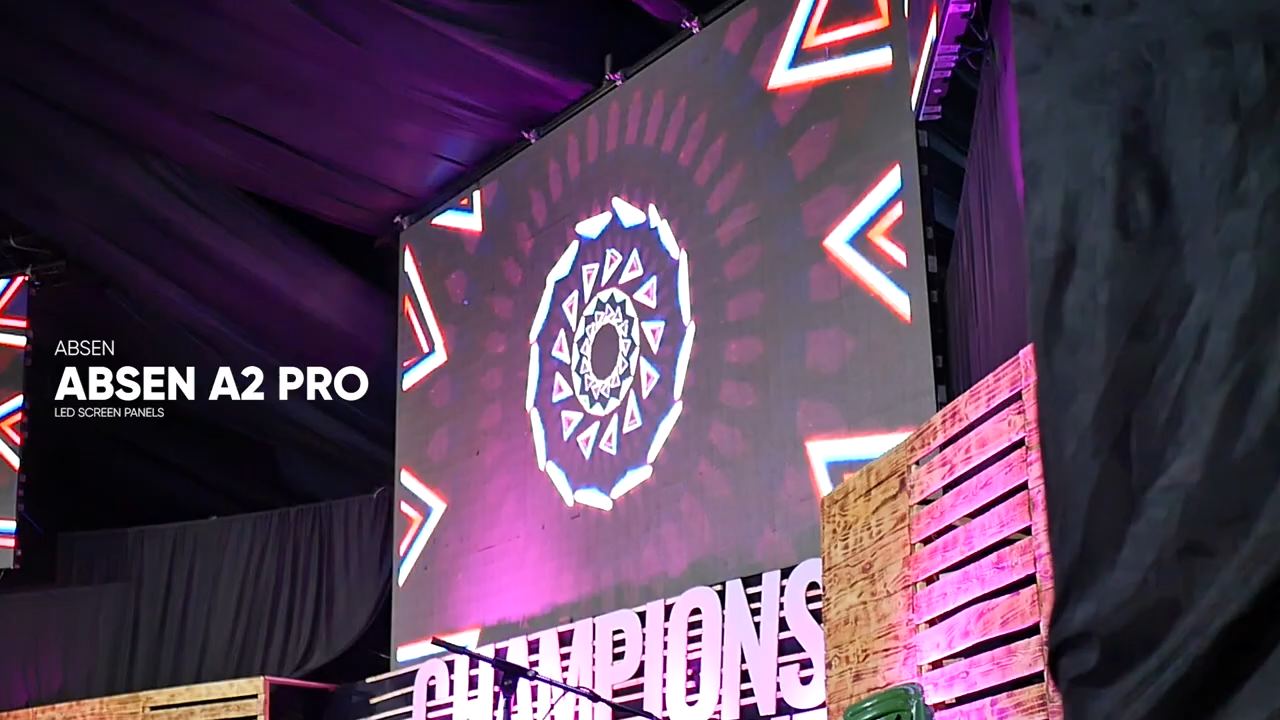 ABSEN
ABSEN A2 PRO
LED SCREEN PANELS
CHAMPIONS